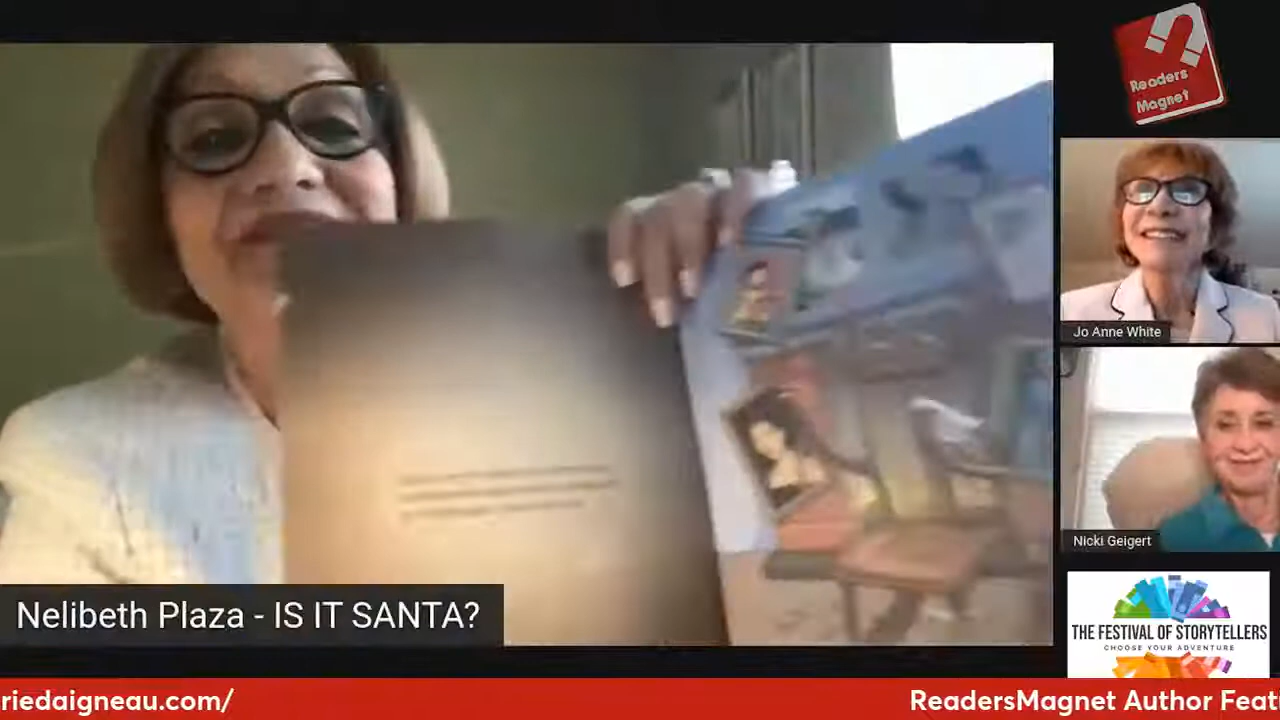 Readers
Magnet
Jo Anne White
Nicki Geigert
Nelibeth Plaza - IS IT SANTA?
THE FESTIVAL OF STORYTELLERS
CHOOSE YOUR ADVENTURE
riedaigneau.com/
ReadersMagnet Author Feat